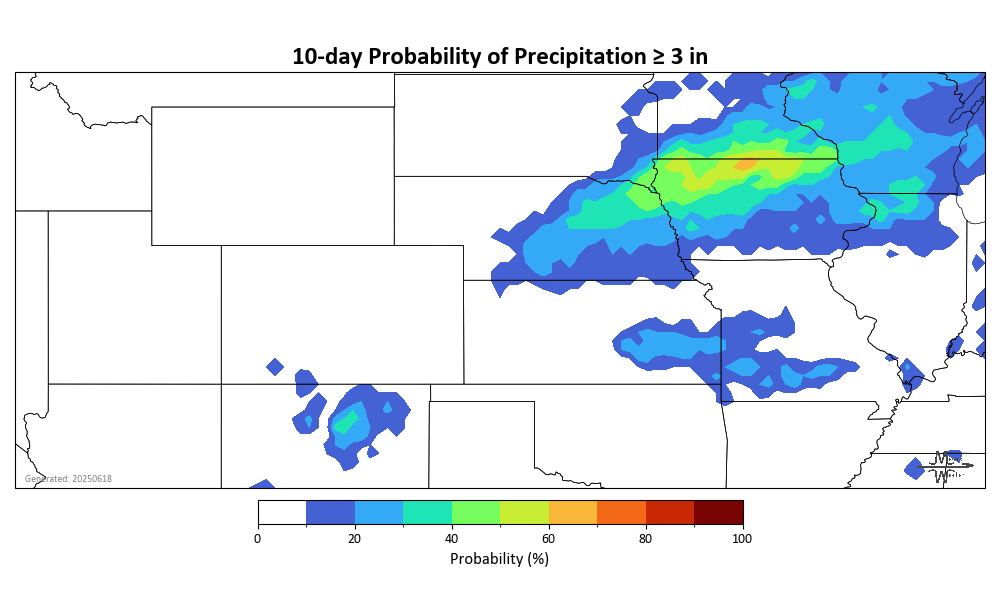 10-day Probability of Precipitation ≥ 3 in
Generated: 20250618
0 20 40 60 80 100
Probability (%)